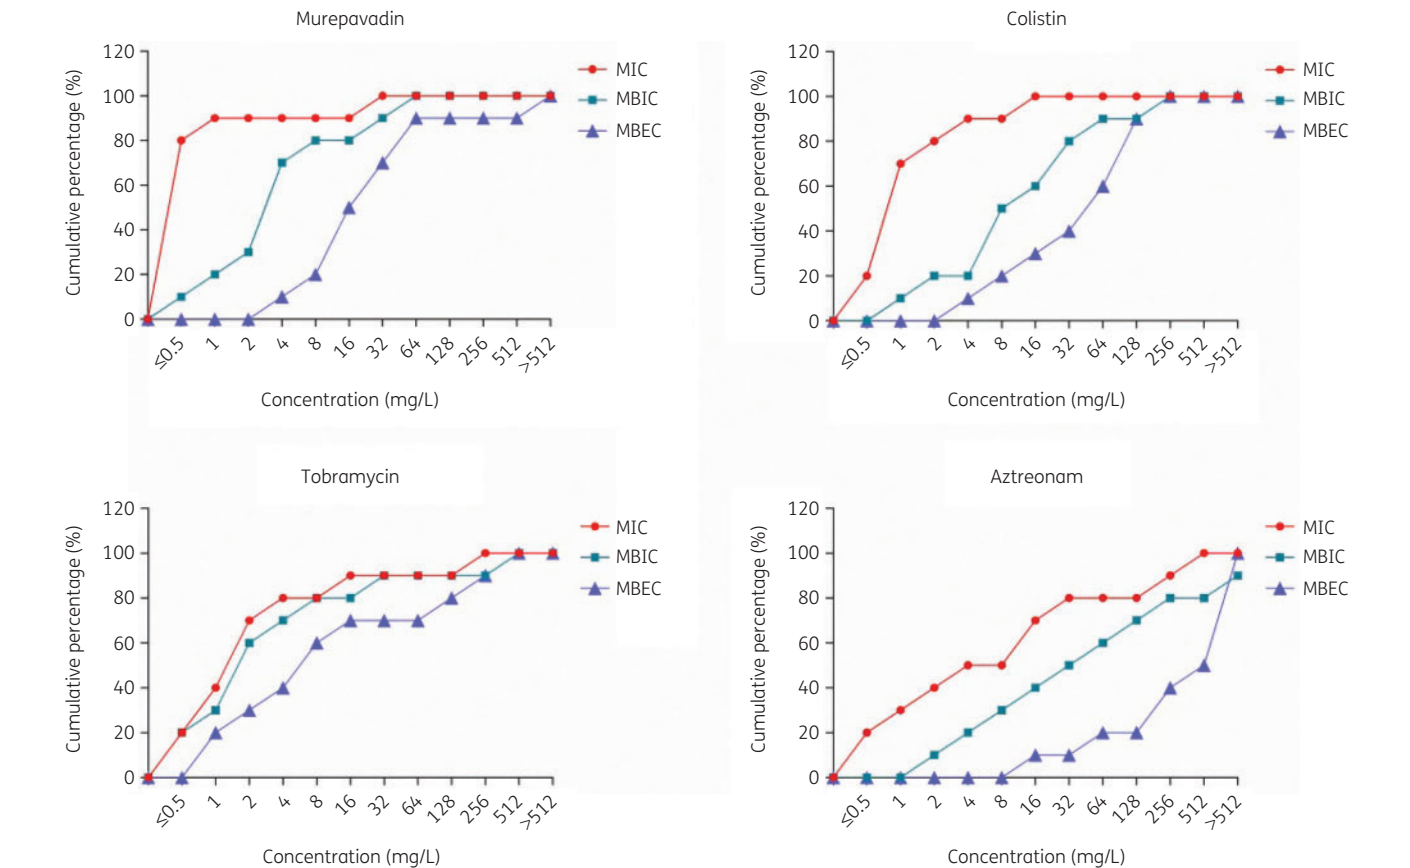 Murepavadin
Cumulative percentage (%)
120
100
80
60
40
20
0
≤0.5 1 2 4 8 16 32 64 128 256 512 >512
Concentration (mg/L)
MIC
MBIC
MBEC
Colistin
Cumulative percentage (%)
120
100
80
60
40
20
0
≤0.5 1 2 4 8 16 32 64 128 256 512 >512
Concentration (mg/L)
MIC
MBIC
MBEC
Tobramycin
Cumulative percentage (%)
120
100
80
60
40
20
0
≤0.5 1 2 4 8 16 32 64 128 256 512 >512
Concentration (mg/L)
MIC
MBIC
MBEC
Aztreonam
Cumulative percentage (%)
120
100
80
60
40
20
0
≤0.5 1 2 4 8 16 32 64 128 256 512 >512
Concentration (mg/L)
MIC
MBIC
MBEC